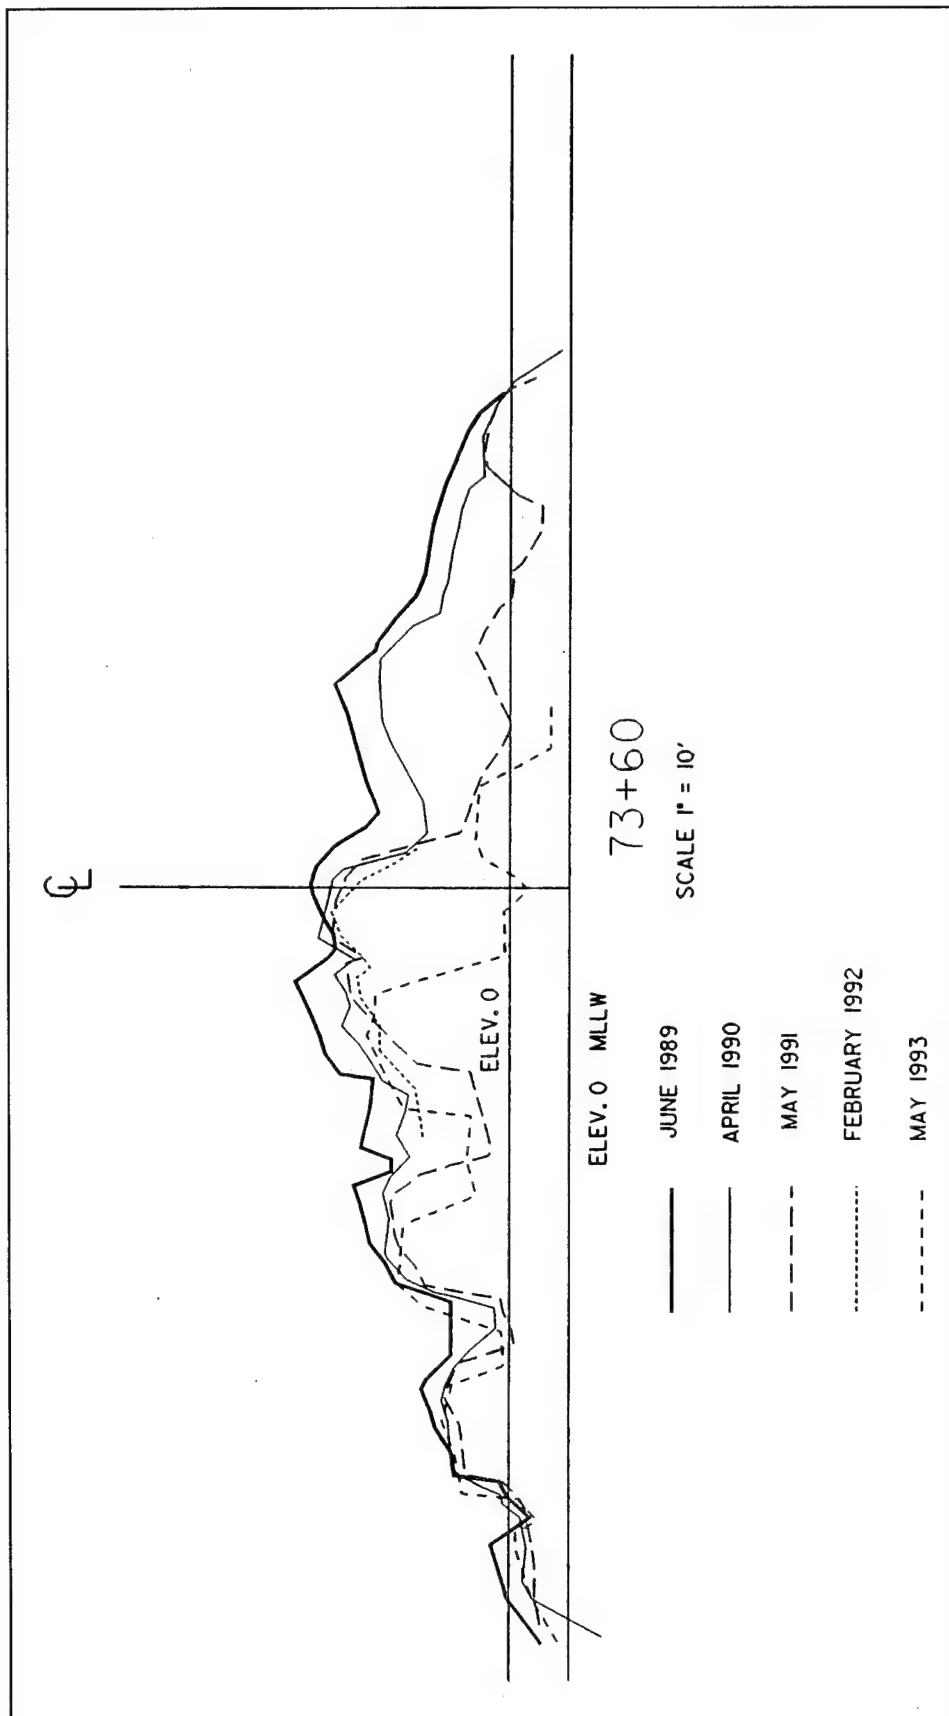 ℄
ELEV. 0
73+60
SCALE 1" = 10'
ELEV. 0 MLLW
JUNE 1989
APRIL 1990
MAY 1991
FEBRUARY 1992
MAY 1993